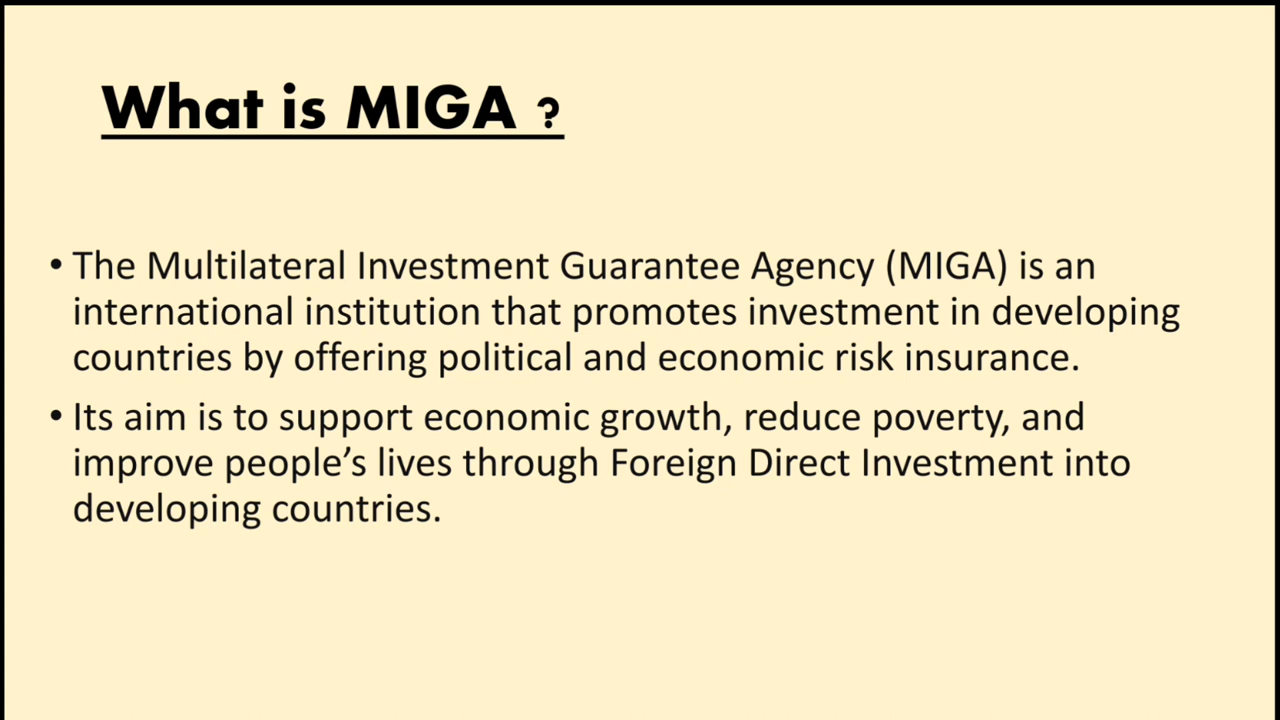 What is MIGA ?
• The Multilateral Investment Guarantee Agency (MIGA) is an
international institution that promotes investment in developing
countries by offering political and economic risk insurance.
• Its aim is to support economic growth, reduce poverty, and
improve people’s lives through Foreign Direct Investment into
developing countries.